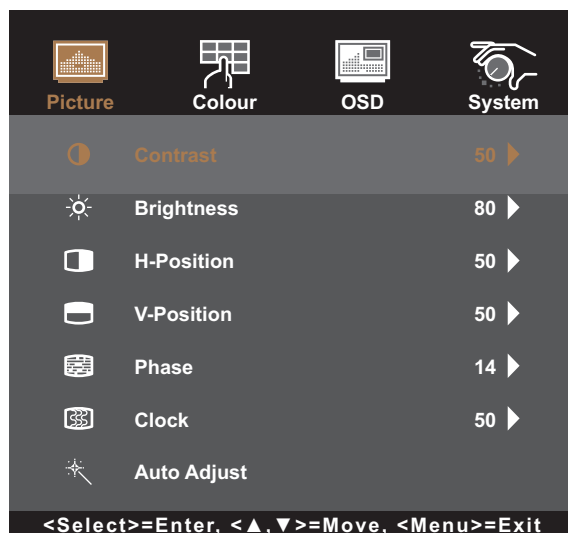 Picture Colour OSD System
Contrast 50
Brightness 80
H-Position 50
V-Position 50
Phase 14
Clock 50
Auto Adjust
<Select>=Enter, <▲,▼>=Move, <Menu>=Exit